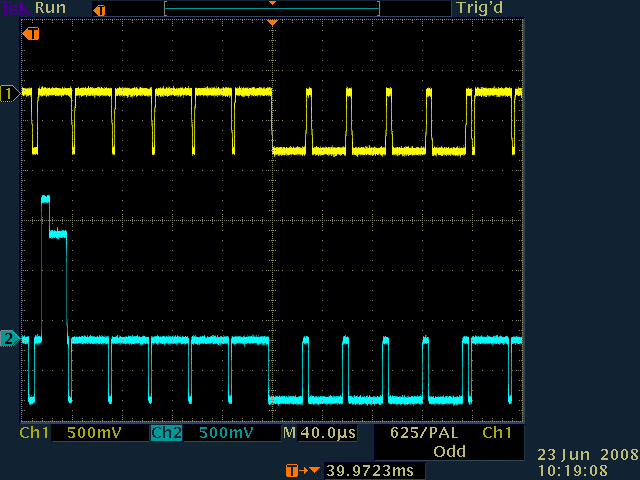 Tek Run T Trig'd
T
1
2
Ch1 500mV Ch2 500mV M 40.0µs 625/PAL Ch1
Odd
T 39.9723ms
23 Jun 2008
10:19:08